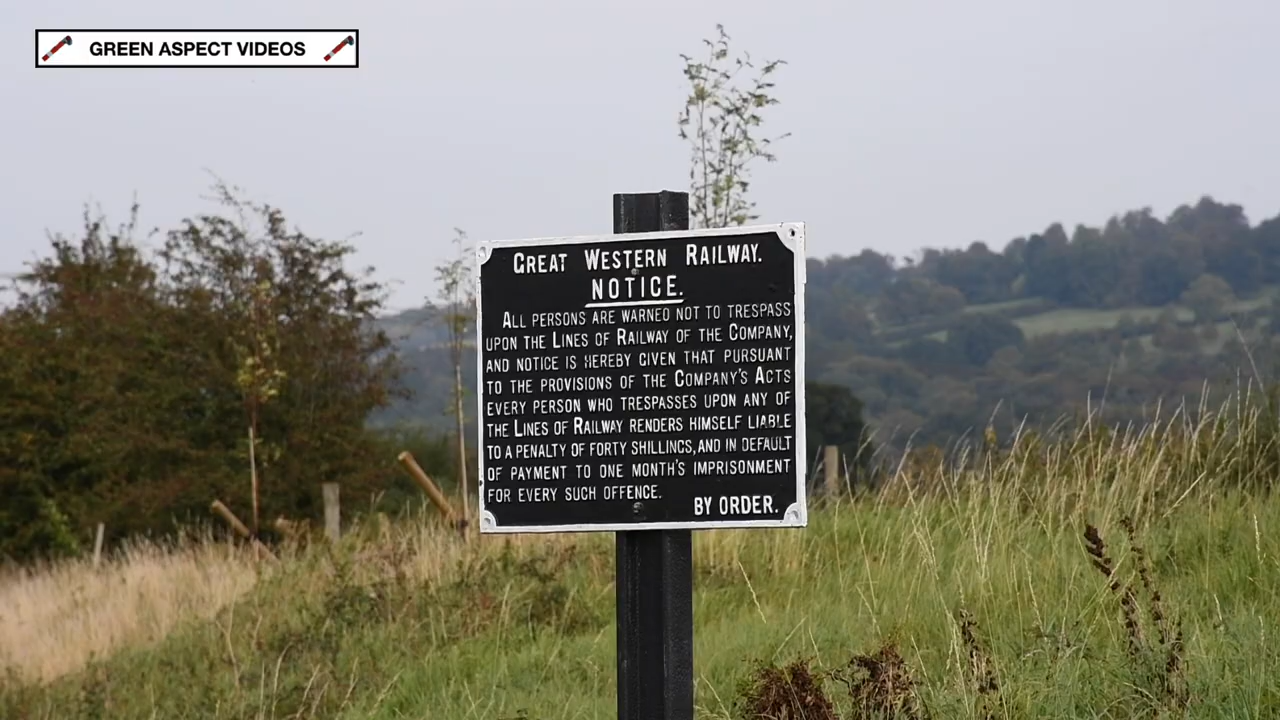 GREEN ASPECT VIDEOS
GREAT WESTERN RAILWAY.
NOTICE.
ALL PERSONS ARE WARNED NOT TO TRESPASS
UPON THE LINES OF RAILWAY OF THE COMPANY,
AND NOTICE IS HEREBY GIVEN THAT PURSUANT
TO THE PROVISIONS OF THE COMPANY'S ACTS
EVERY PERSON WHO TRESPASSES UPON ANY OF
THE LINES OF RAILWAY RENDERS HIMSELF LIABLE
TO A PENALTY OF FORTY SHILLINGS, AND IN DEFAULT
OF PAYMENT TO ONE MONTH'S IMPRISONMENT
FOR EVERY SUCH OFFENCE.
BY ORDER.